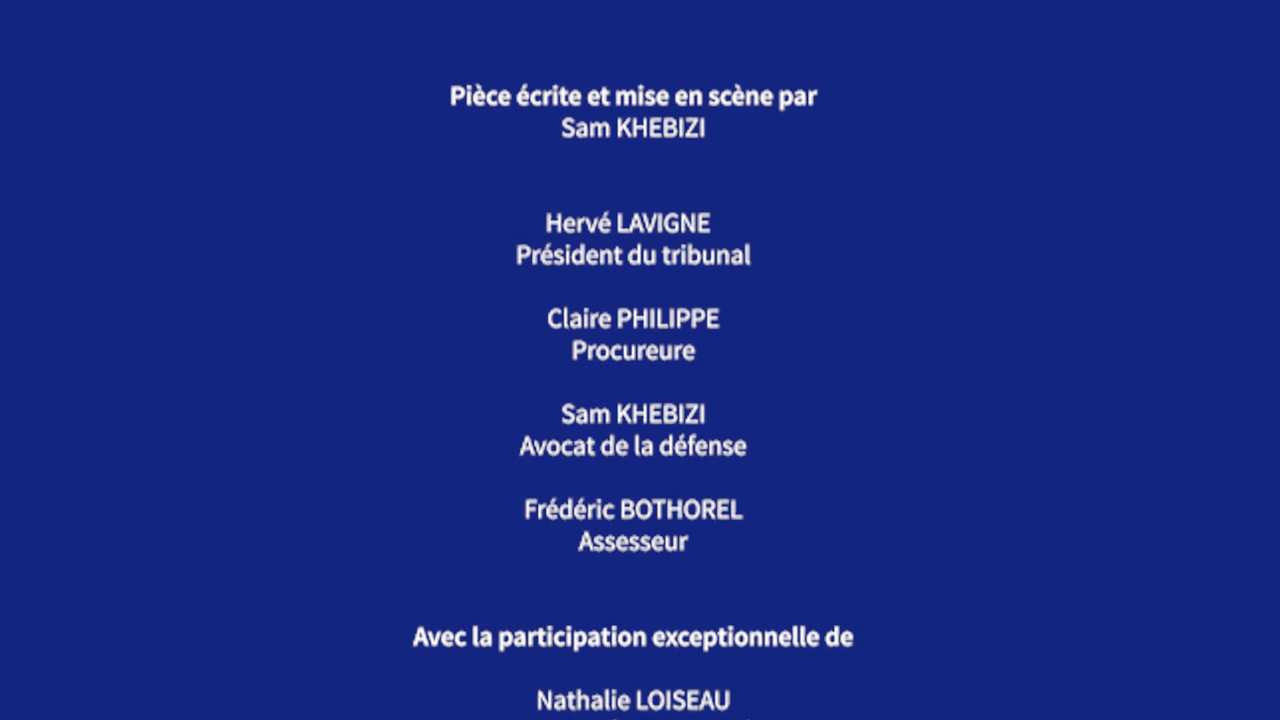 Pièce écrite et mise en scène par
Sam KHEBIZI
Hervé LAVIGNE
Président du tribunal
Claire PHILIPPE
Procureure
Sam KHEBIZI
Avocat de la défense
Frédéric BOTHOREL
Assesseur
Avec la participation exceptionnelle de
Nathalie LOISEAU